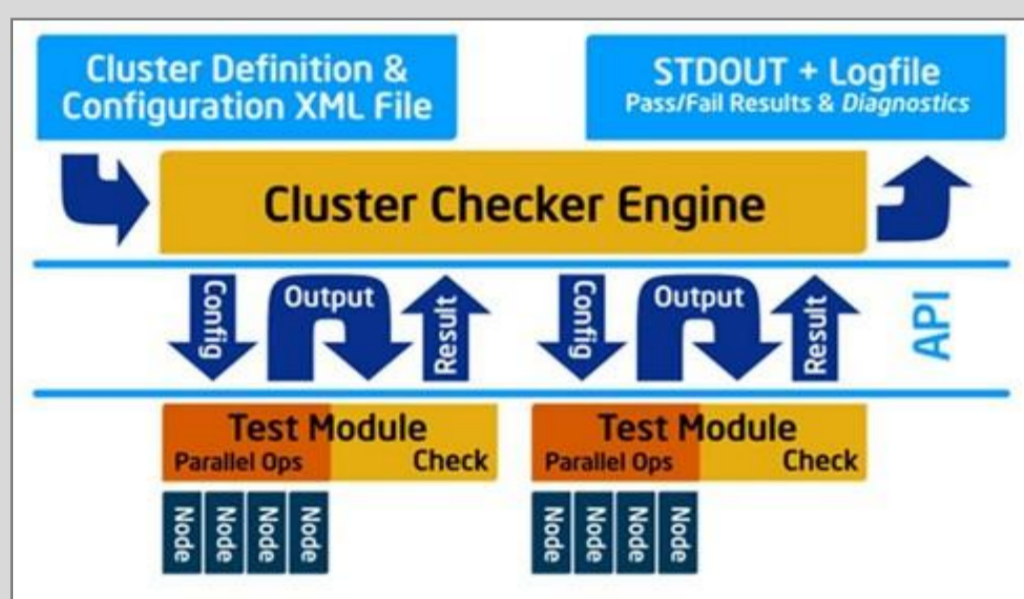 Cluster Definition &
Configuration XML File
STDOUT + Logfile
Pass/Fail Results & Diagnostics
Cluster Checker Engine
Config
Output
Result
Config
Output
Result
API
Test Module
Parallel Ops
Check
Test Module
Parallel Ops
Check
Node
Node
Node
Node
Node
Node
Node
Node